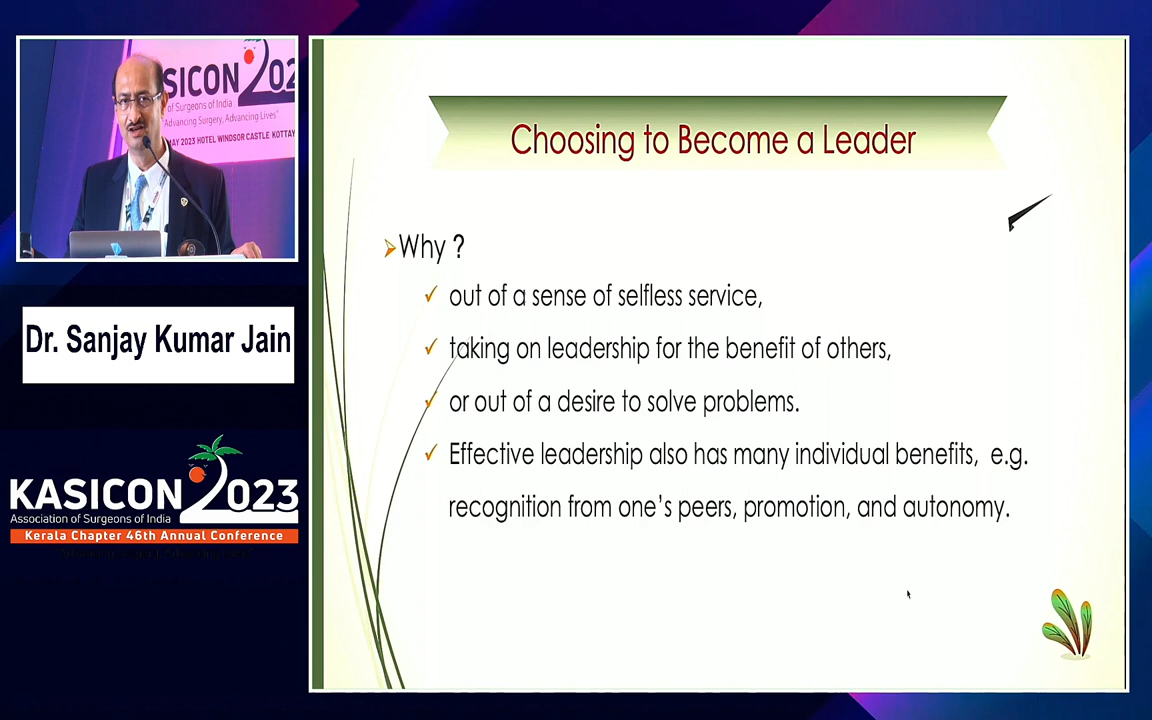 SICON 202
of Surgeons of India
"Advancing Surgery, Advancing Lives"
MAY 2023 HOTEL WINDSOR CASTLE KOTTAY
Dr. Sanjay Kumar Jain
KASICON 2023
Association of Surgeons of India
Kerala Chapter 46th Annual Conference
Choosing to Become a Leader
Why ?
out of a sense of selfless service,
taking on leadership for the benefit of others,
or out of a desire to solve problems.
Effective leadership also has many individual benefits, e.g.
recognition from one's peers, promotion, and autonomy.